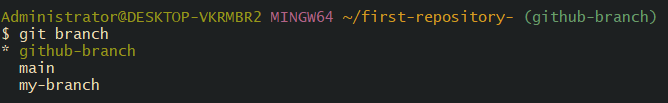 Administrator@DESKTOP-VKRMBR2 MINGW64 ~/first-repository- (github-branch)
$ git branch
* github-branch
  main
  my-branch